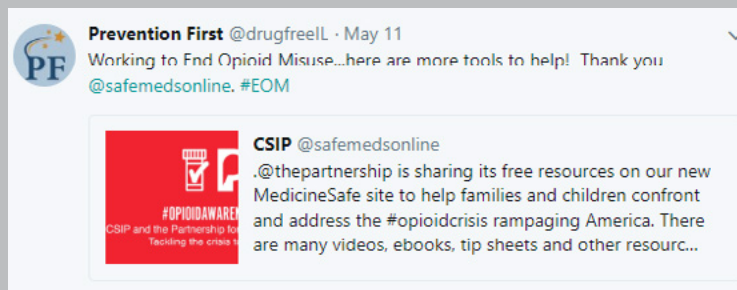 PF
Prevention First @drugfreeIL · May 11
Working to End Opioid Misuse...here are more tools to help! Thank you
@safemedsonline. #EOM
CSIP @safemedsonline
.@thepartnership is sharing its free resources on our new
MedicineSafe site to help families and children confront
and address the #opioidcrisis rampaging America. There
are many videos, ebooks, tip sheets and other resourc...
#OPIOIDAWARE
CSIP and the Partnership fo
Tackling the crisis t